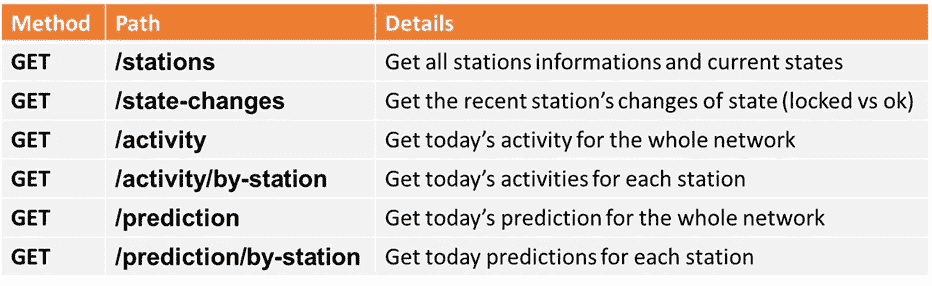 Method Path Details
GET /stations Get all stations informations and current states
GET /state-changes Get the recent station's changes of state (locked vs ok)
GET /activity Get today's activity for the whole network
GET /activity/by-station Get today's activities for each station
GET /prediction Get today's prediction for the whole network
GET /prediction/by-station Get today predictions for each station